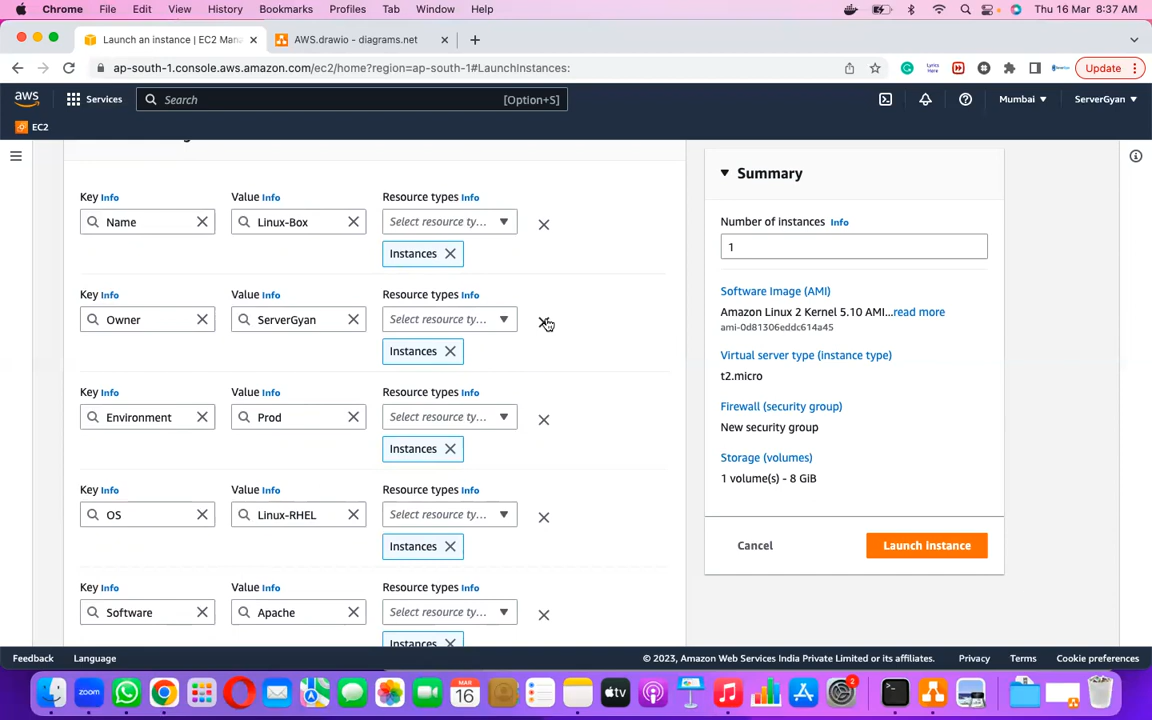 Chrome File Edit View History Bookmarks Profiles Tab Window Help Thu 16 Mar 8:37 AM
Launch an instance | EC2 Mana AWS.drawio - diagrams.net
ap-south-1.console.aws.amazon.com/ec2/home?region=ap-south-1#LaunchInstances: Update
aws Services Search [Option+S] Mumbai ServerGyan
EC2
Key Info Value Info Resource types Info
Name Linux-Box Select resource ty...
Instances
Key Info Value Info Resource types Info
Owner ServerGyan Select resource ty...
Instances
Key Info Value Info Resource types Info
Environment Prod Select resource ty...
Instances
Key Info Value Info Resource types Info
OS Linux-RHEL Select resource ty...
Instances
Key Info Value Info Resource types Info
Software Apache Select resource ty...
Instances
Summary
Number of instances Info
1
Software Image (AMI)
Amazon Linux 2 Kernel 5.10 AMI...read more
ami-0d81306eddc614a45
Virtual server type (instance type)
t2.micro
Firewall (security group)
New security group
Storage (volumes)
1 volume(s) - 8 GiB
Cancel Launch instance
Feedback Language © 2023, Amazon Web Services India Private Limited or its affiliates. Privacy Terms Cookie preferences
zoom MAR 16 tv 2